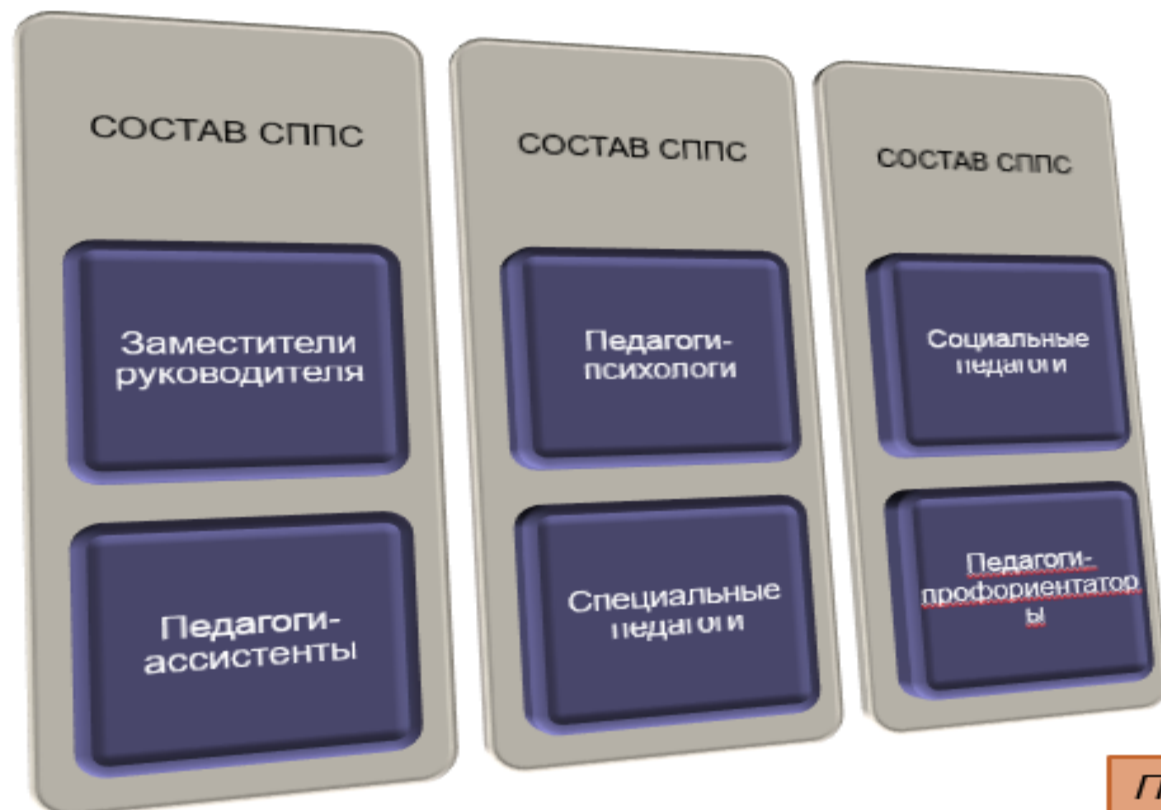 СОСТАВ СППС
Заместители
руководителя
Педагоги-
ассистенты
СОСТАВ СППС
Педагоги-
психологи
Специальные
педагоги
СОСТАВ СППС
Социальные
педагоги
Педагоги-
профориентатор
ы